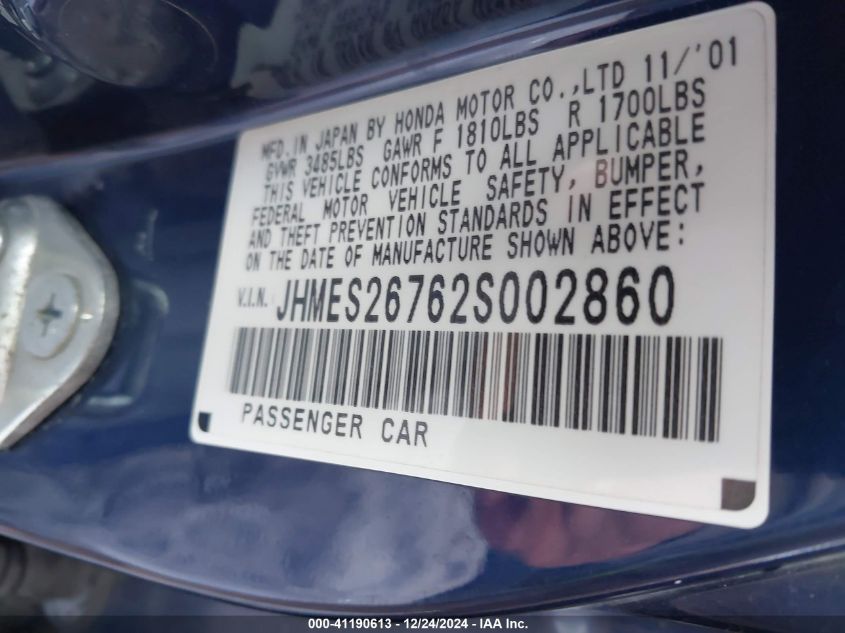 MFD. IN JAPAN BY HONDA MOTOR CO.,LTD 11/'01
GVWR 3485LBS GAWR F 1810LBS R 1700LBS
THIS VEHICLE CONFORMS TO ALL APPLICABLE
FEDERAL MOTOR VEHICLE SAFETY, BUMPER,
AND THEFT PREVENTION STANDARDS IN EFFECT
ON THE DATE OF MANUFACTURE SHOWN ABOVE:
V.I.N. JHMES26762S002860
PASSENGER CAR
000-41190613 - 12/24/2024 - IAA Inc.